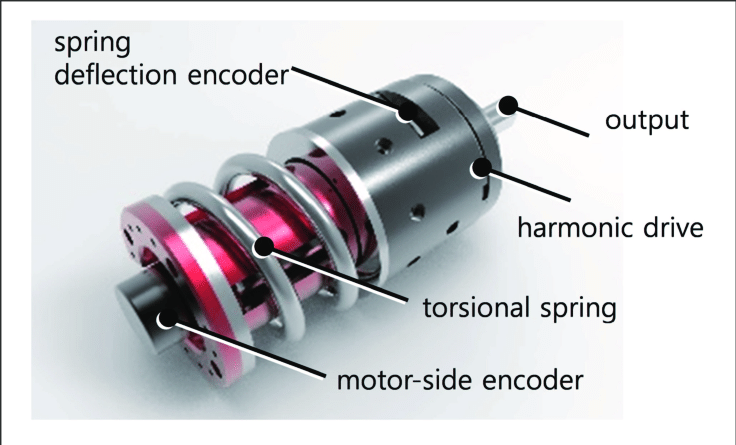 spring
deflection encoder
output
harmonic drive
torsional spring
motor-side encoder